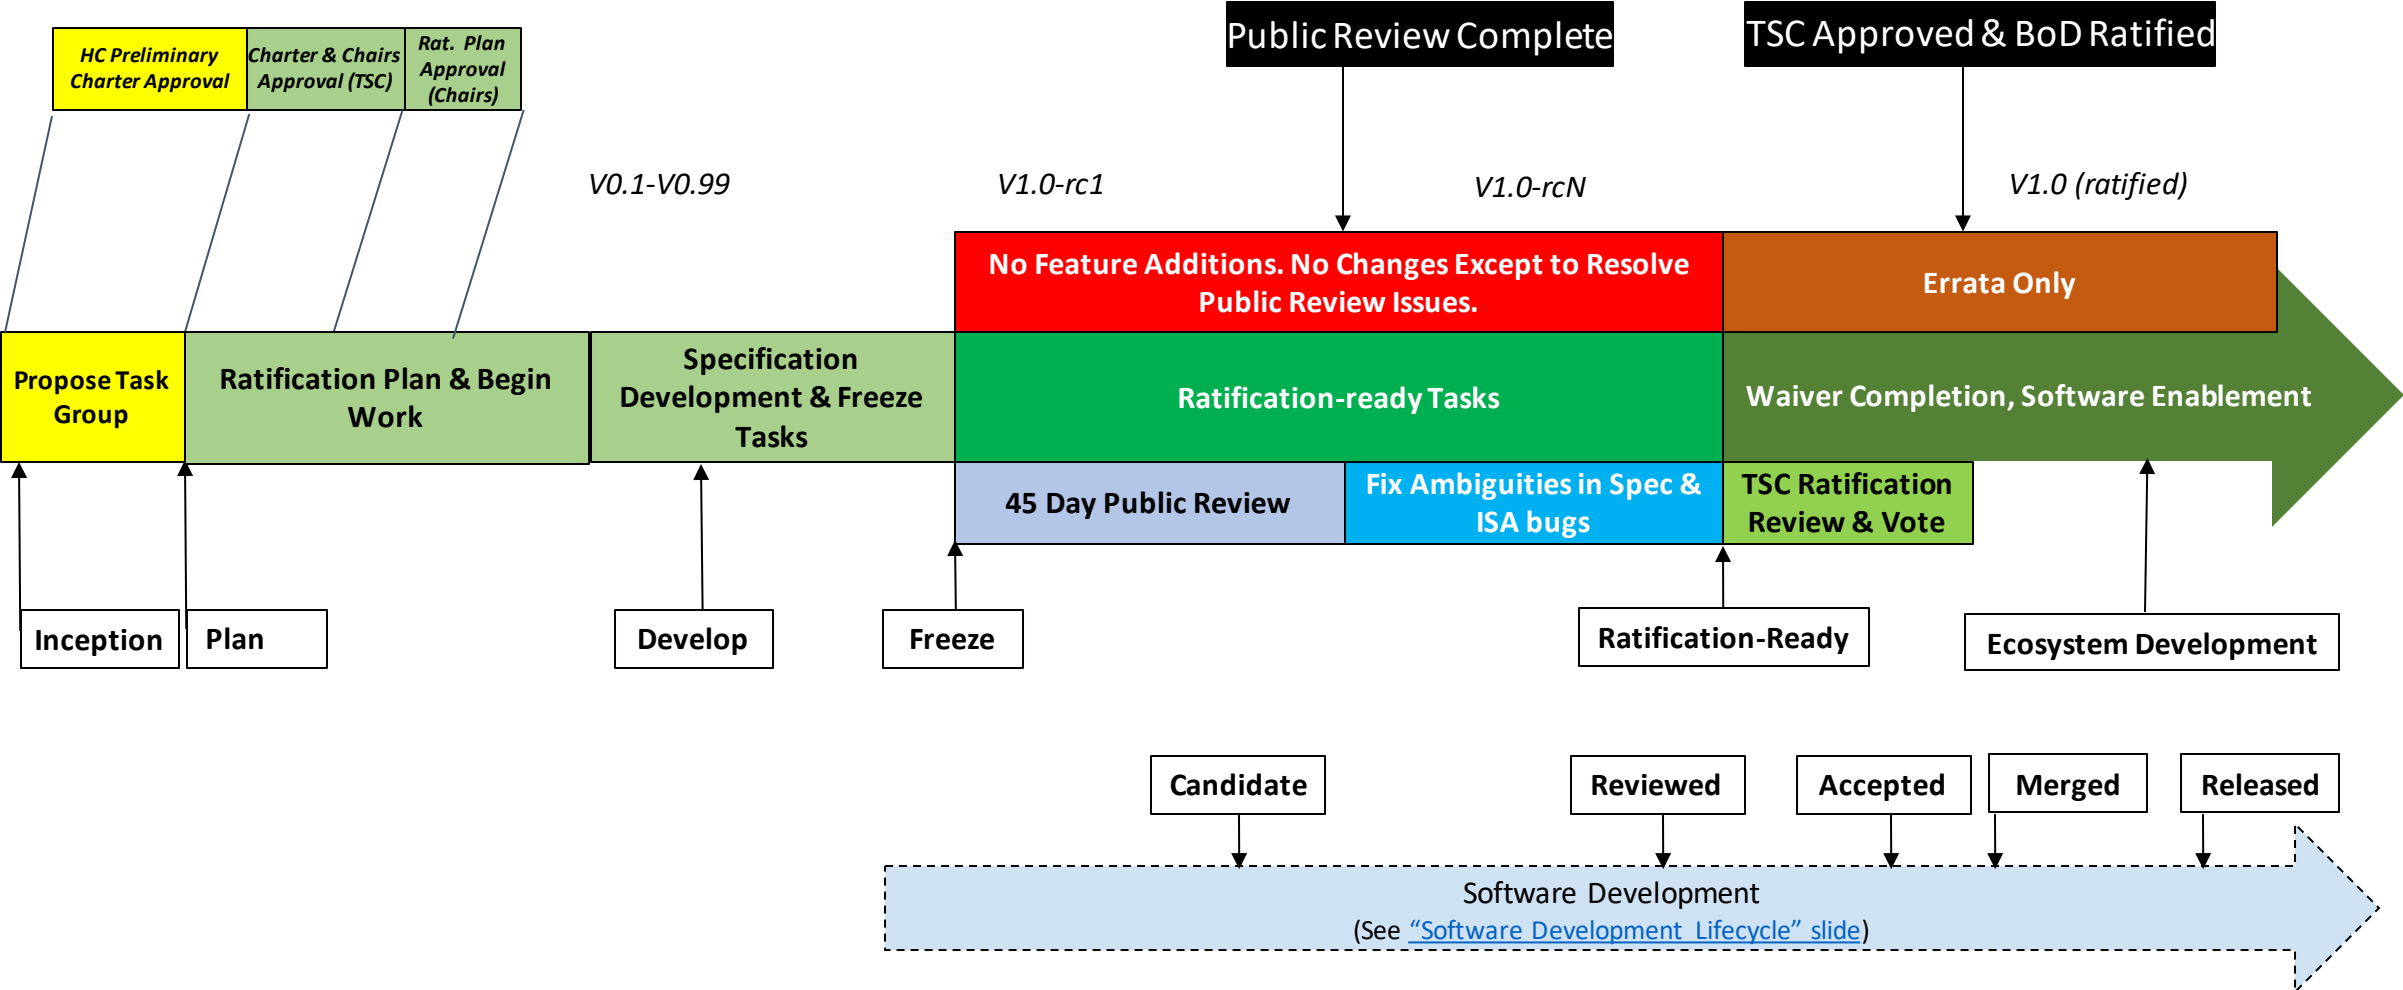 HC Preliminary
Charter Approval
Charter & Chairs
Approval (TSC)
Rat. Plan
Approval
(Chairs)
Public Review Complete
TSC Approved & BoD Ratified
V0.1-V0.99
V1.0-rc1
V1.0-rcN
V1.0 (ratified)
No Feature Additions. No Changes Except to Resolve
Public Review Issues.
Errata Only
Propose Task
Group
Ratification Plan & Begin
Work
Specification
Development & Freeze
Tasks
Ratification-ready Tasks
Waiver Completion, Software Enablement
45 Day Public Review
Fix Ambiguities in Spec &
ISA bugs
TSC Ratification
Review & Vote
Inception
Plan
Develop
Freeze
Ratification-Ready
Ecosystem Development
Candidate
Reviewed
Accepted
Merged
Released
Software Development
(See “Software Development Lifecycle” slide)